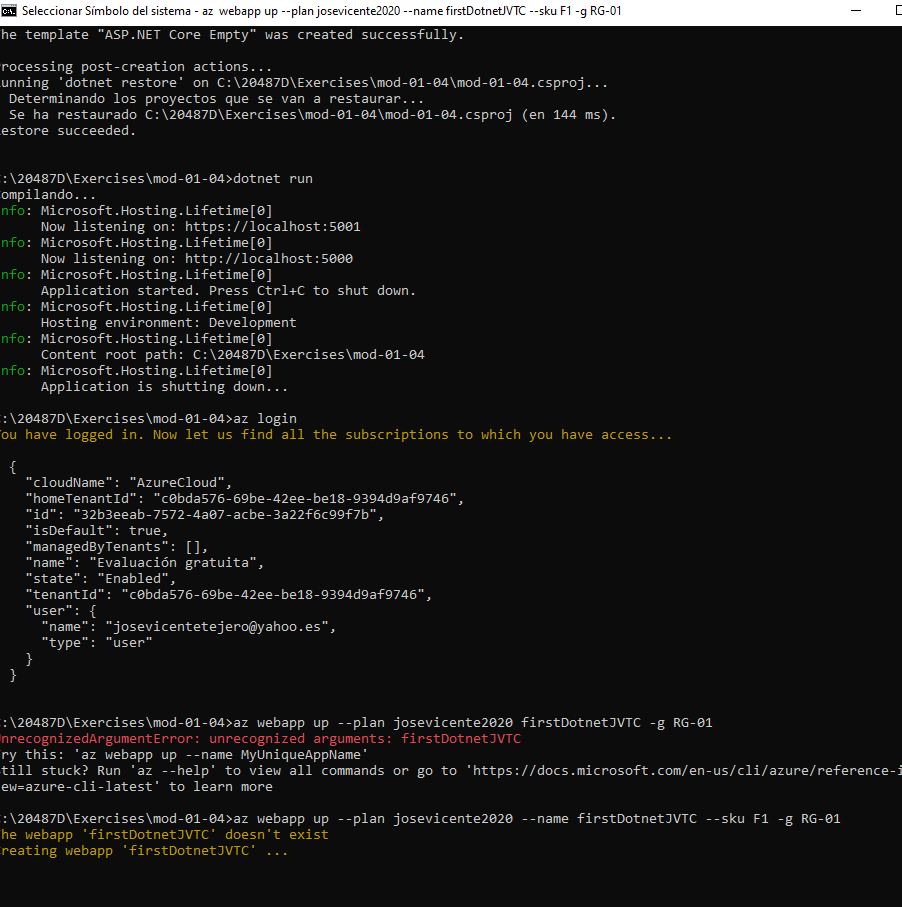 Seleccionar Símbolo del sistema - az webapp up --plan josevicente2020 --name firstDotnetJVTC --sku F1 -g RG-01
he template "ASP.NET Core Empty" was created successfully.
rocessing post-creation actions...
unning 'dotnet restore' on C:\20487D\Exercises\mod-01-04\mod-01-04.csproj...
Determinando los proyectos que se van a restaurar...
Se ha restaurado C:\20487D\Exercises\mod-01-04\mod-01-04.csproj (en 144 ms).
estore succeeded.
:\20487D\Exercises\mod-01-04>dotnet run
ompilando...
nfo: Microsoft.Hosting.Lifetime[0]
Now listening on: https://localhost:5001
nfo: Microsoft.Hosting.Lifetime[0]
Now listening on: http://localhost:5000
nfo: Microsoft.Hosting.Lifetime[0]
Application started. Press Ctrl+C to shut down.
nfo: Microsoft.Hosting.Lifetime[0]
Hosting environment: Development
nfo: Microsoft.Hosting.Lifetime[0]
Content root path: C:\20487D\Exercises\mod-01-04
nfo: Microsoft.Hosting.Lifetime[0]
Application is shutting down...
:\20487D\Exercises\mod-01-04>az login
ou have logged in. Now let us find all the subscriptions to which you have access...
{
"cloudName": "AzureCloud",
"homeTenantId": "c0bda576-69be-42ee-be18-9394d9af9746",
"id": "32b3eeab-7572-4a07-acbe-3a22f6c99f7b",
"isDefault": true,
"managedByTenants": [],
"name": "Evaluación gratuita",
"state": "Enabled",
"tenantId": "c0bda576-69be-42ee-be18-9394d9af9746",
"user": {
"name": "josevicentetejero@yahoo.es",
"type": "user"
}
}
:\20487D\Exercises\mod-01-04>az webapp up --plan josevicente2020 firstDotnetJVTC -g RG-01
nrecognizedArgumentError: unrecognized arguments: firstDotnetJVTC
ry this: 'az webapp up --name MyUniqueAppName'
till stuck? Run 'az --help' to view all commands or go to 'https://docs.microsoft.com/en-us/cli/azure/reference-i
ew=azure-cli-latest' to learn more
:\20487D\Exercises\mod-01-04>az webapp up --plan josevicente2020 --name firstDotnetJVTC --sku F1 -g RG-01
he webapp 'firstDotnetJVTC' doesn't exist
reating webapp 'firstDotnetJVTC' ...